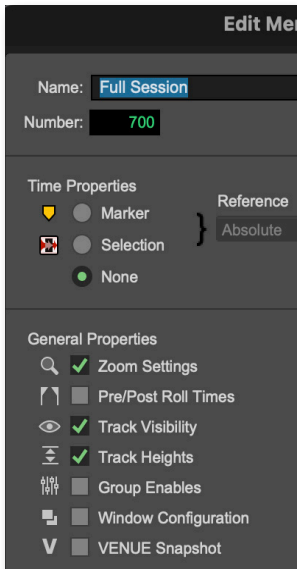 Edit Me
Name: Full Session
Number: 700
Time Properties
Marker
Reference
Selection
Absolute
None
General Properties
Zoom Settings
Pre/Post Roll Times
Track Visibility
Track Heights
Group Enables
Window Configuration
V VENUE Snapshot